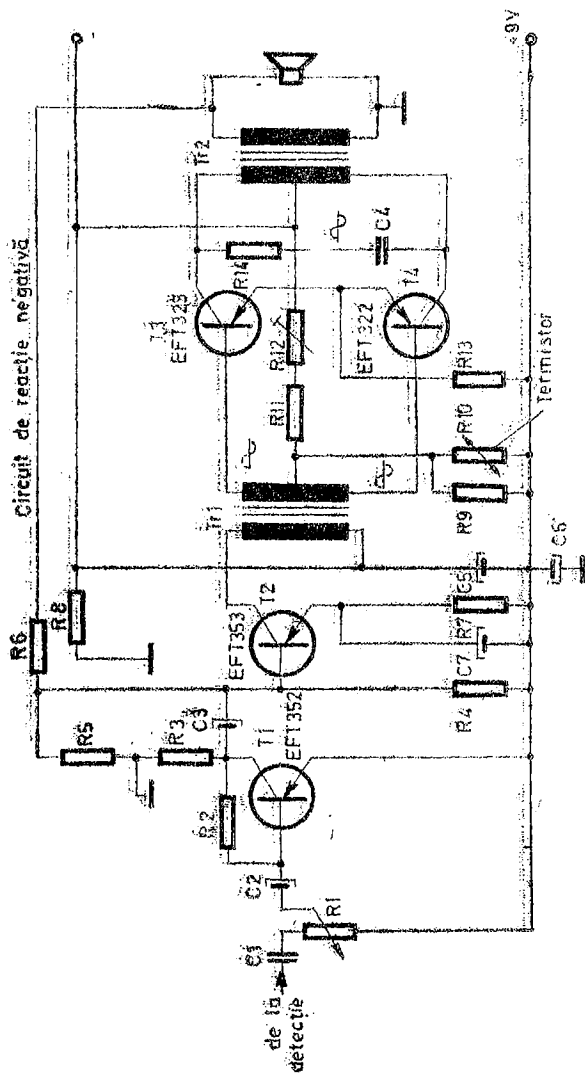 Circuit de reacție negativă
R6
R8
R5
R3
C3
R2
T1
EFT352
C2
R1
C1
de la
detecție
EFT353
T2
R4
C7
R7
C5
C6
Tr1
R9
R10
Termistor
R11
R12
R13
T3
EFT323
R14
EFT322
T4
C4
Tr2
9V